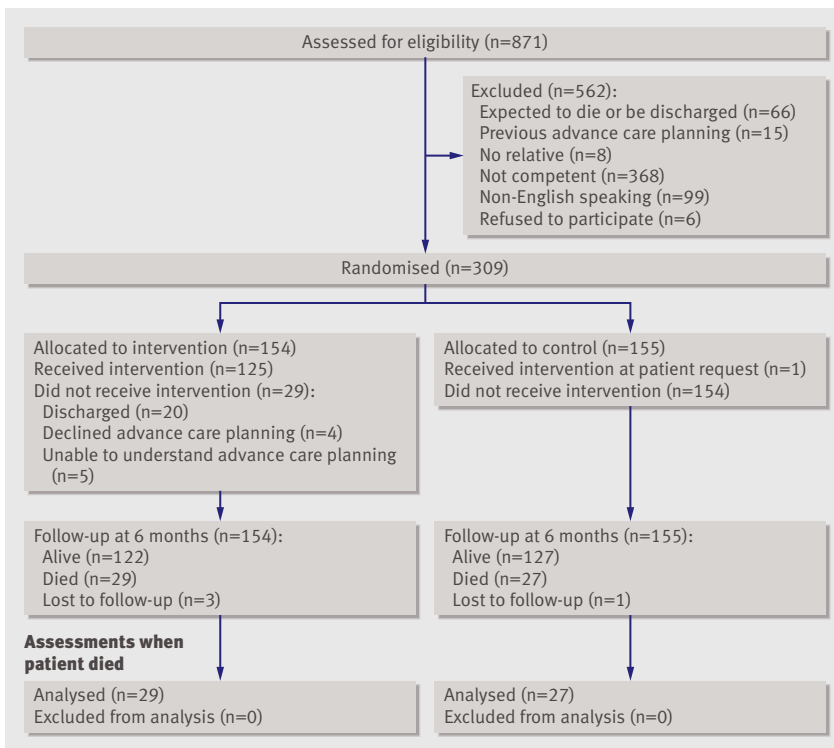 Assessed for eligibility (n=871)
Excluded (n=562):
Expected to die or be discharged (n=66)
Previous advance care planning (n=15)
No relative (n=8)
Not competent (n=368)
Non-English speaking (n=99)
Refused to participate (n=6)
Randomised (n=309)
Allocated to intervention (n=154)
Received intervention (n=125)
Did not receive intervention (n=29):
Discharged (n=20)
Declined advance care planning (n=4)
Unable to understand advance care planning
(n=5)
Allocated to control (n=155)
Received intervention at patient request (n=1)
Did not receive intervention (n=154)
Follow-up at 6 months (n=154):
Alive (n=122)
Died (n=29)
Lost to follow-up (n=3)
Follow-up at 6 months (n=155):
Alive (n=127)
Died (n=27)
Lost to follow-up (n=1)
Assessments when
patient died
Analysed (n=29)
Excluded from analysis (n=0)
Analysed (n=27)
Excluded from analysis (n=0)